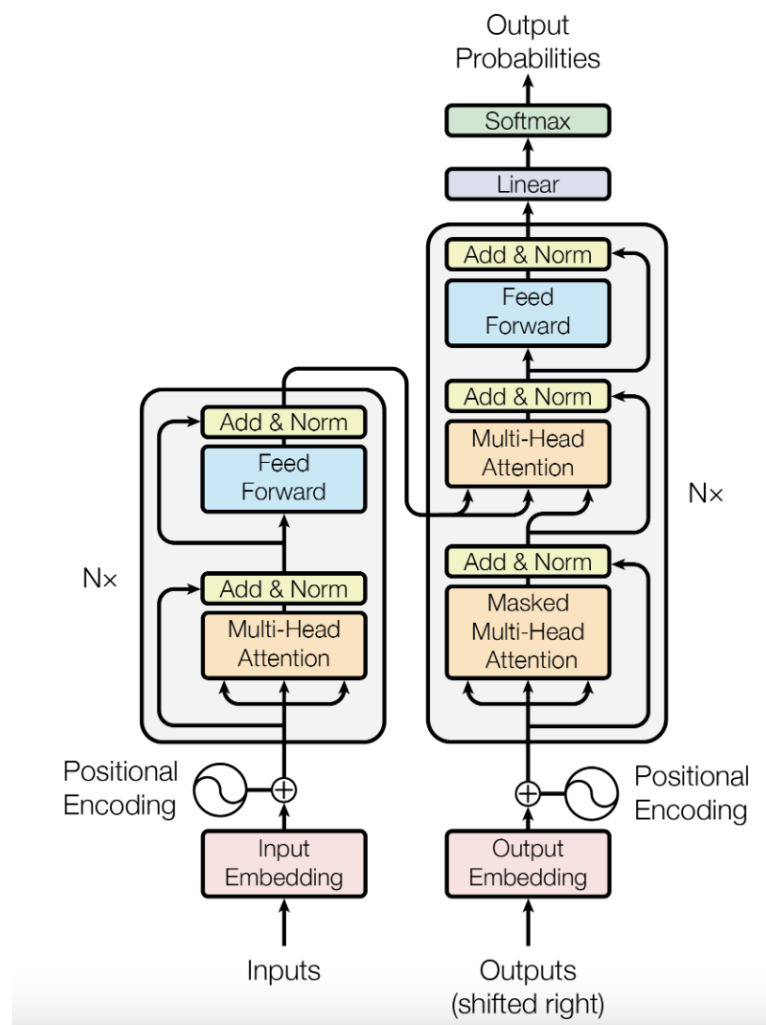 Output
Probabilities
Softmax
Linear
Add & Norm
Feed
Forward
Add & Norm
Multi-Head
Attention
Add & Norm
Masked
Multi-Head
Attention
Nx
Add & Norm
Feed
Forward
Add & Norm
Multi-Head
Attention
Nx
Positional
Encoding
Positional
Encoding
Input
Embedding
Output
Embedding
Inputs
Outputs
(shifted right)